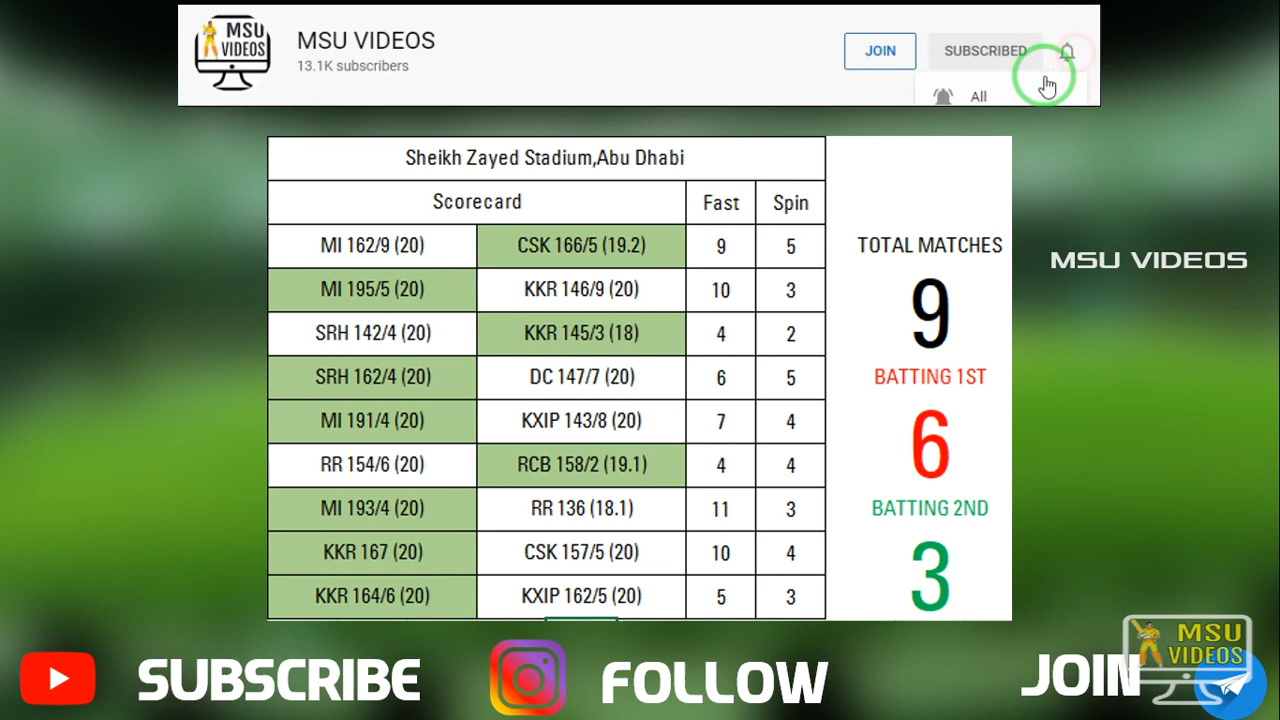 MSU
VIDEOS
MSU VIDEOS
13.1K subscribers
JOIN
SUBSCRIBED
All
Sheikh Zayed Stadium,Abu Dhabi
Scorecard Fast Spin
MI 162/9 (20) CSK 166/5 (19.2) 9 5
MI 195/5 (20) KKR 146/9 (20) 10 3
SRH 142/4 (20) KKR 145/3 (18) 4 2
SRH 162/4 (20) DC 147/7 (20) 6 5
MI 191/4 (20) KXIP 143/8 (20) 7 4
RR 154/6 (20) RCB 158/2 (19.1) 4 4
MI 193/4 (20) RR 136 (18.1) 11 3
KKR 167 (20) CSK 157/5 (20) 10 4
KKR 164/6 (20) KXIP 162/5 (20) 5 3
TOTAL MATCHES
9
BATTING 1ST
6
BATTING 2ND
3
MSU VIDEOS
SUBSCRIBE
FOLLOW
JOIN
MSU
VIDEOS